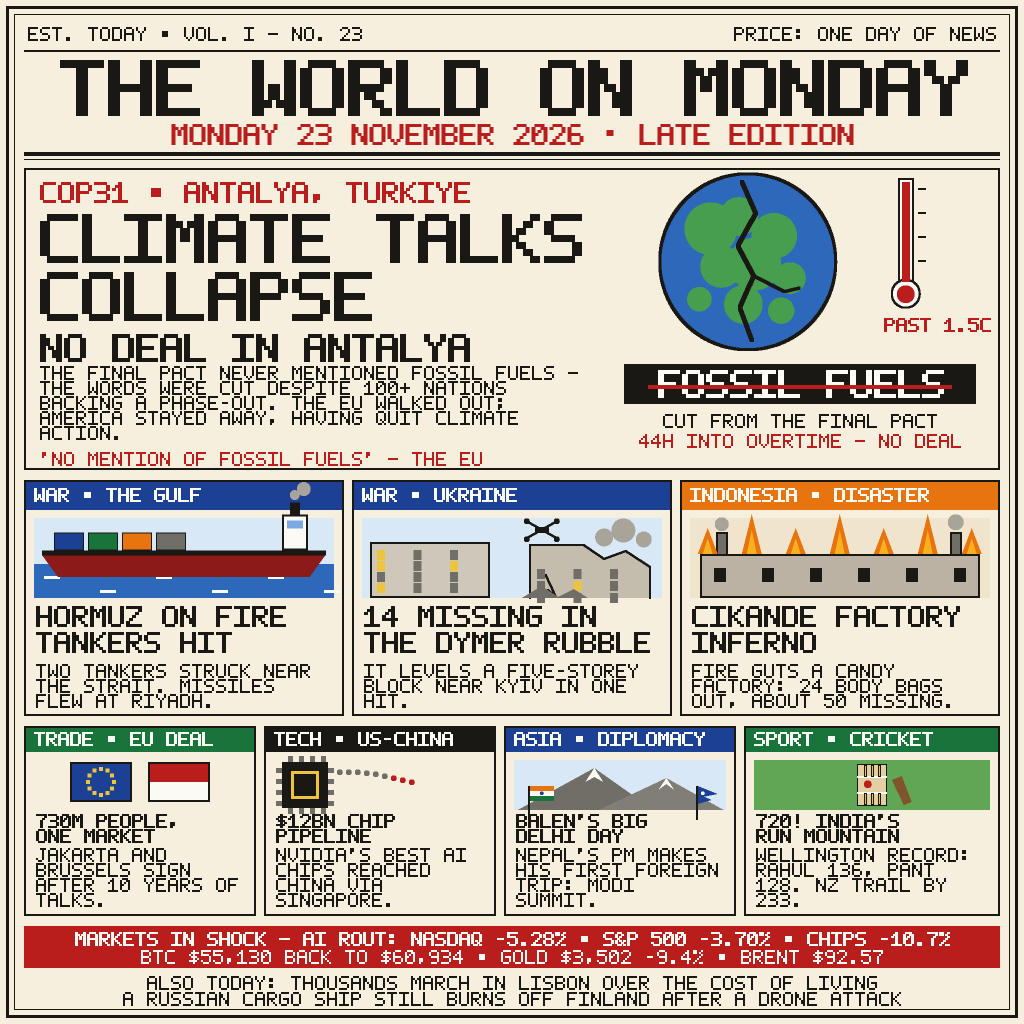 EST. TODAY ▪ VOL. I – NO. 23
PRICE: ONE DAY OF NEWS
THE WORLD ON MONDAY
MONDAY 23 NOVEMBER 2026 ▪ LATE EDITION
COP31 ▪ ANTALYA, TURKIYE
CLIMATE TALKS
COLLAPSE
NO DEAL IN ANTALYA
THE FINAL PACT NEVER MENTIONED FOSSIL FUELS –
THE WORDS WERE CUT DESPITE 100+ NATIONS
BACKING A PHASE-OUT. THE EU WALKED OUT;
AMERICA STAYED AWAY, HAVING QUIT CLIMATE
ACTION.
'NO MENTION OF FOSSIL FUELS' – THE EU
PAST 1.5C
FOSSIL FUELS
CUT FROM THE FINAL PACT
44H INTO OVERTIME – NO DEAL
WAR ▪ THE GULF
HORMUZ ON FIRE
TANKERS HIT
TWO TANKERS STRUCK NEAR
THE STRAIT. MISSILES
FLEW AT RIYADH.
WAR ▪ UKRAINE
14 MISSING IN
THE DYMER RUBBLE
IT LEVELS A FIVE-STOREY
BLOCK NEAR KYIV IN ONE
HIT.
INDONESIA ▪ DISASTER
CIKANDE FACTORY
INFERNO
FIRE GUTS A CANDY
FACTORY: 24 BODY BAGS
OUT, ABOUT 50 MISSING.
TRADE ▪ EU DEAL
730M PEOPLE,
ONE MARKET
JAKARTA AND
BRUSSELS SIGN
AFTER 10 YEARS OF
TALKS.
TECH ▪ US-CHINA
$12BN CHIP
PIPELINE
NVIDIA'S BEST AI
CHIPS REACHED
CHINA VIA
SINGAPORE.
ASIA ▪ DIPLOMACY
BALEN'S BIG
DELHI DAY
NEPAL'S PM MAKES
HIS FIRST FOREIGN
TRIP: MODI
SUMMIT.
SPORT ▪ CRICKET
720! INDIA'S
RUN MOUNTAIN
WELLINGTON RECORD:
RAHUL 136, PANT
128. NZ TRAIL BY
233.
MARKETS IN SHOCK – AI ROUT: NASDAQ -5.28% ▪ S&P 500 -3.70% ▪ CHIPS -10.7%
BTC $55,130 BACK TO $60,934 ▪ GOLD $3,502 -9.4% ▪ BRENT $92.57
ALSO TODAY: THOUSANDS MARCH IN LISBON OVER THE COST OF LIVING
A RUSSIAN CARGO SHIP STILL BURNS OFF FINLAND AFTER A DRONE ATTACK